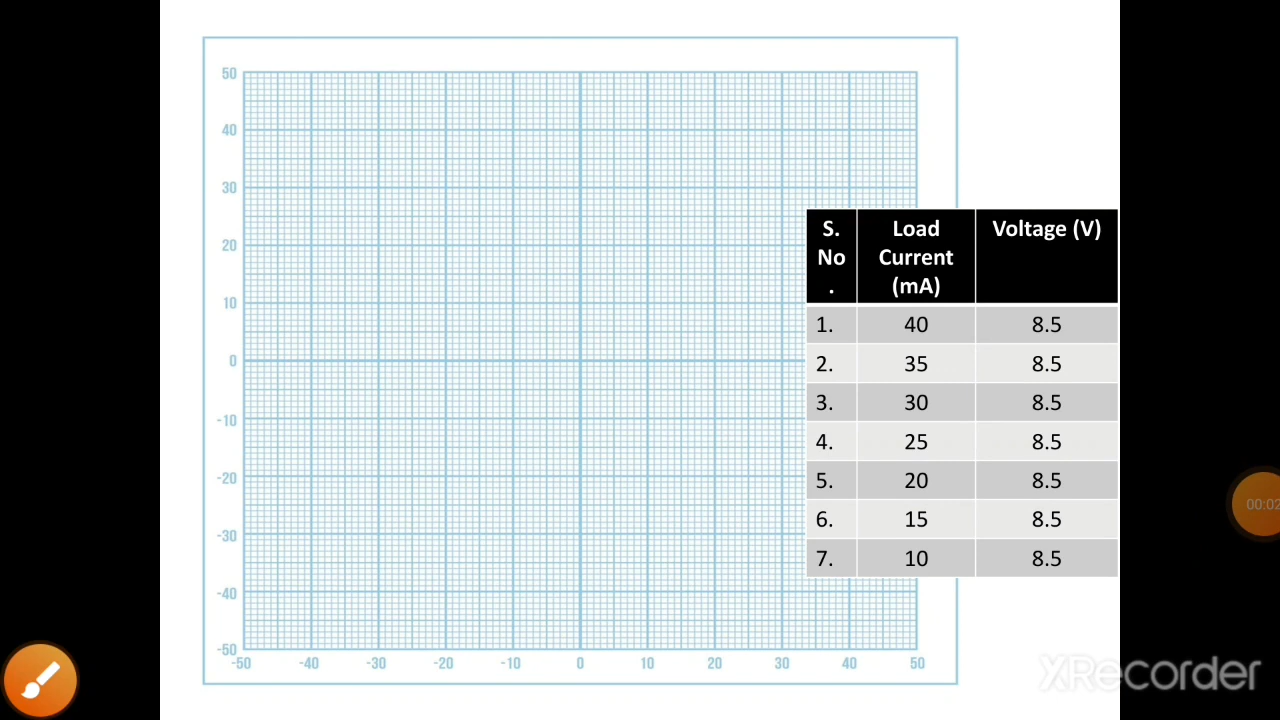 50
40
30
20
10
0
-10
-20
-30
-40
-50
-50 -40 -30 -20 -10 0 10 20 30 40 50
S. No . Load Current (mA) Voltage (V)
1. 40 8.5
2. 35 8.5
3. 30 8.5
4. 25 8.5
5. 20 8.5
6. 15 8.5
7. 10 8.5
00:02
XRecorder